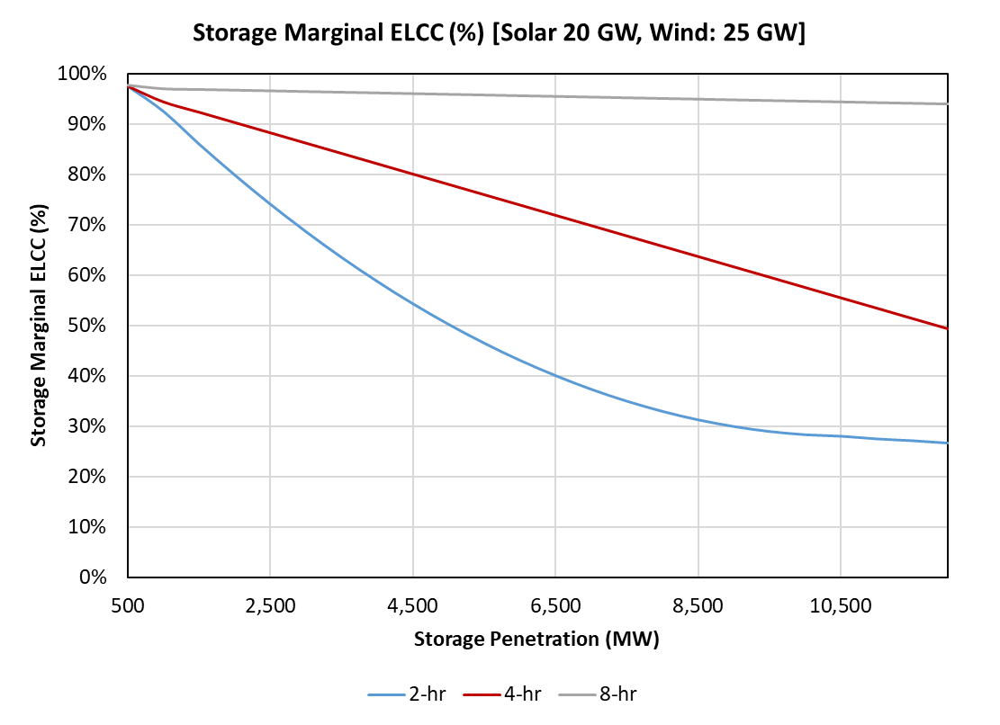 Storage Marginal ELCC (%) [Solar 20 GW, Wind: 25 GW]
Storage Marginal ELCC (%)
100%
90%
80%
70%
60%
50%
40%
30%
20%
10%
0%
500 2,500 4,500 6,500 8,500 10,500
Storage Penetration (MW)
2-hr 4-hr 8-hr